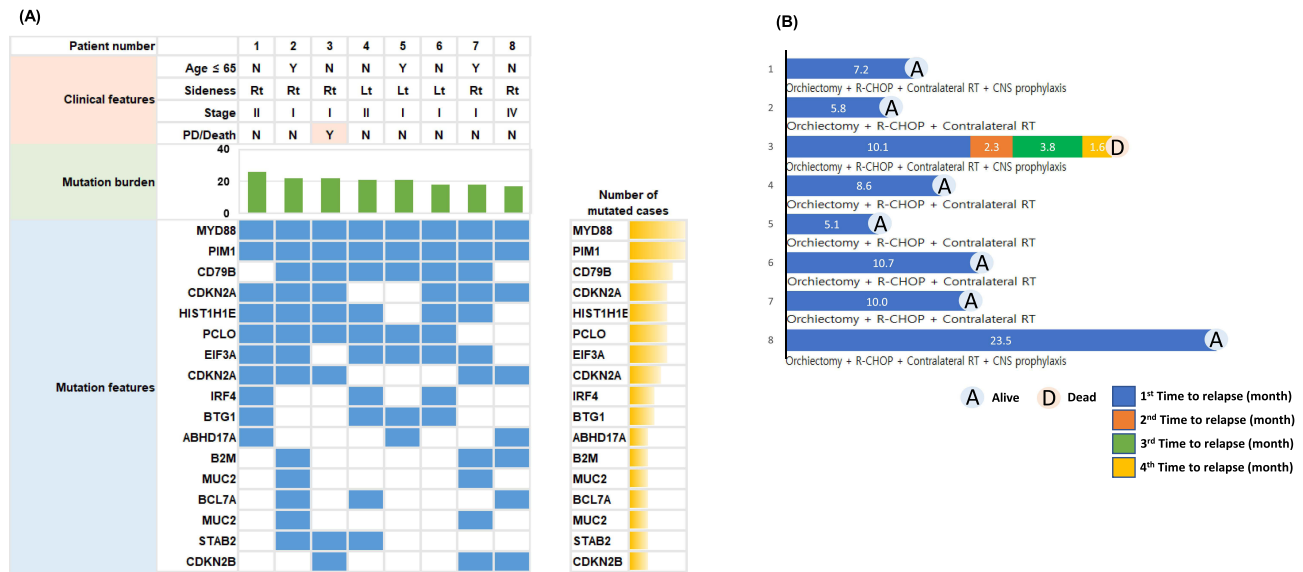 (A)
Patient number 1 2 3 4 5 6 7 8
Clinical features
Age ≤ 65 N Y N N Y N Y N
Sideness Rt Rt Rt Lt Lt Lt Rt Rt
Stage II I I II I I I IV
PD/Death N N Y N N N N N
Mutation burden
40
20
0
Mutation features
MYD88
PIM1
CD79B
CDKN2A
HIST1H1E
PCLO
EIF3A
CDKN2A
IRF4
BTG1
ABHD17A
B2M
MUC2
BCL7A
MUC2
STAB2
CDKN2B
Number of
mutated cases
MYD88
PIM1
CD79B
CDKN2A
HIST1H1E
PCLO
EIF3A
CDKN2A
IRF4
BTG1
ABHD17A
B2M
MUC2
BCL7A
MUC2
STAB2
CDKN2B
(B)
1 7.2 A
Orchiectomy + R-CHOP + Contralateral RT + CNS prophylaxis
2 5.8 A
Orchiectomy + R-CHOP + Contralateral RT
3 10.1 2.3 3.8 1.6 D
Orchiectomy + R-CHOP + Contralateral RT + CNS prophylaxis
4 8.6 A
Orchiectomy + R-CHOP + Contralateral RT
5 5.1 A
Orchiectomy + R-CHOP + Contralateral RT
6 10.7 A
Orchiectomy + R-CHOP + Contralateral RT
7 10.0 A
Orchiectomy + R-CHOP + Contralateral RT
8 23.5 A
Orchiectomy + R-CHOP + Contralateral RT + CNS prophylaxis
A Alive D Dead
1st Time to relapse (month)
2nd Time to relapse (month)
3rd Time to relapse (month)
4th Time to relapse (month)